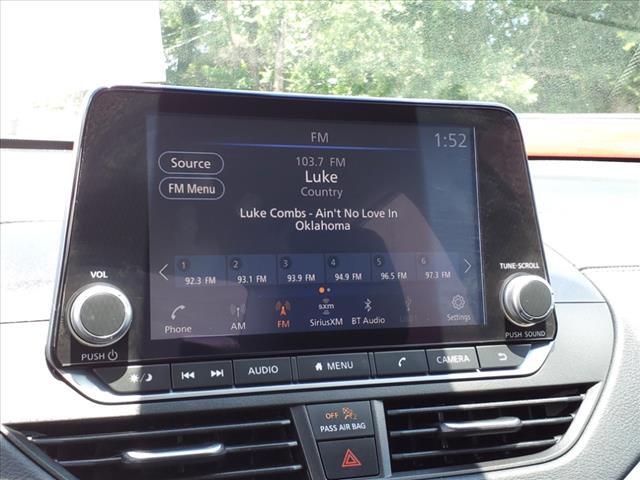 FM
1:52
Source
103.7 FM
Luke
Country
FM Menu
Luke Combs - Ain't No Love In
Oklahoma
1 2 3 4 5 6
92.3 FM 93.1 FM 93.9 FM 94.9 FM 96.5 FM 97.3 FM
VOL
TUNE·SCROLL
sxm
Phone AM FM SiriusXM BT Audio Settings
PUSH
PUSH SOUND
AUDIO MENU CAMERA
OFF
PASS AIR BAG